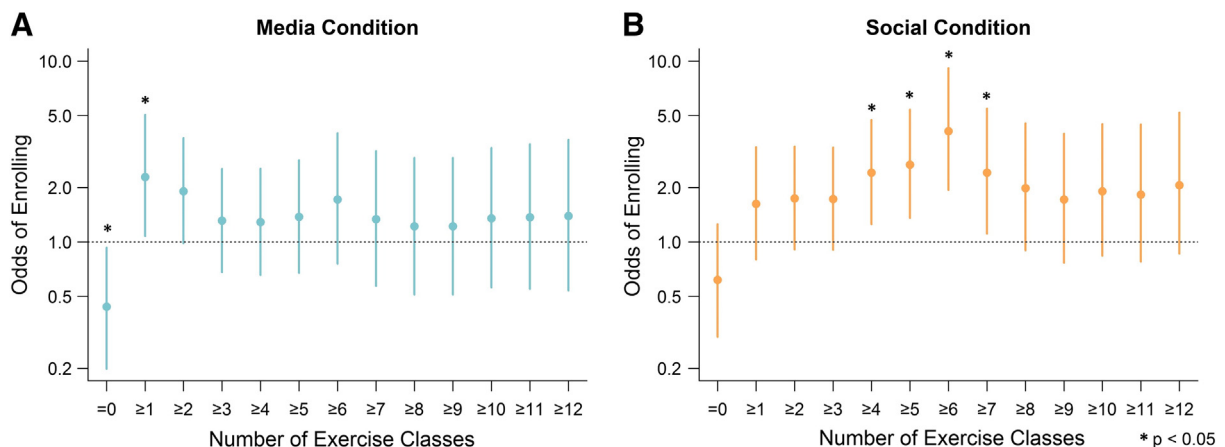 A
Media Condition
Odds of Enrolling
10.0
5.0
2.0
1.0
0.5
0.2
* *
=0 ≥1 ≥2 ≥3 ≥4 ≥5 ≥6 ≥7 ≥8 ≥9 ≥10 ≥11 ≥12
Number of Exercise Classes
B
Social Condition
Odds of Enrolling
10.0
5.0
2.0
1.0
0.5
0.2
* * * *
=0 ≥1 ≥2 ≥3 ≥4 ≥5 ≥6 ≥7 ≥8 ≥9 ≥10 ≥11 ≥12
Number of Exercise Classes
* p < 0.05